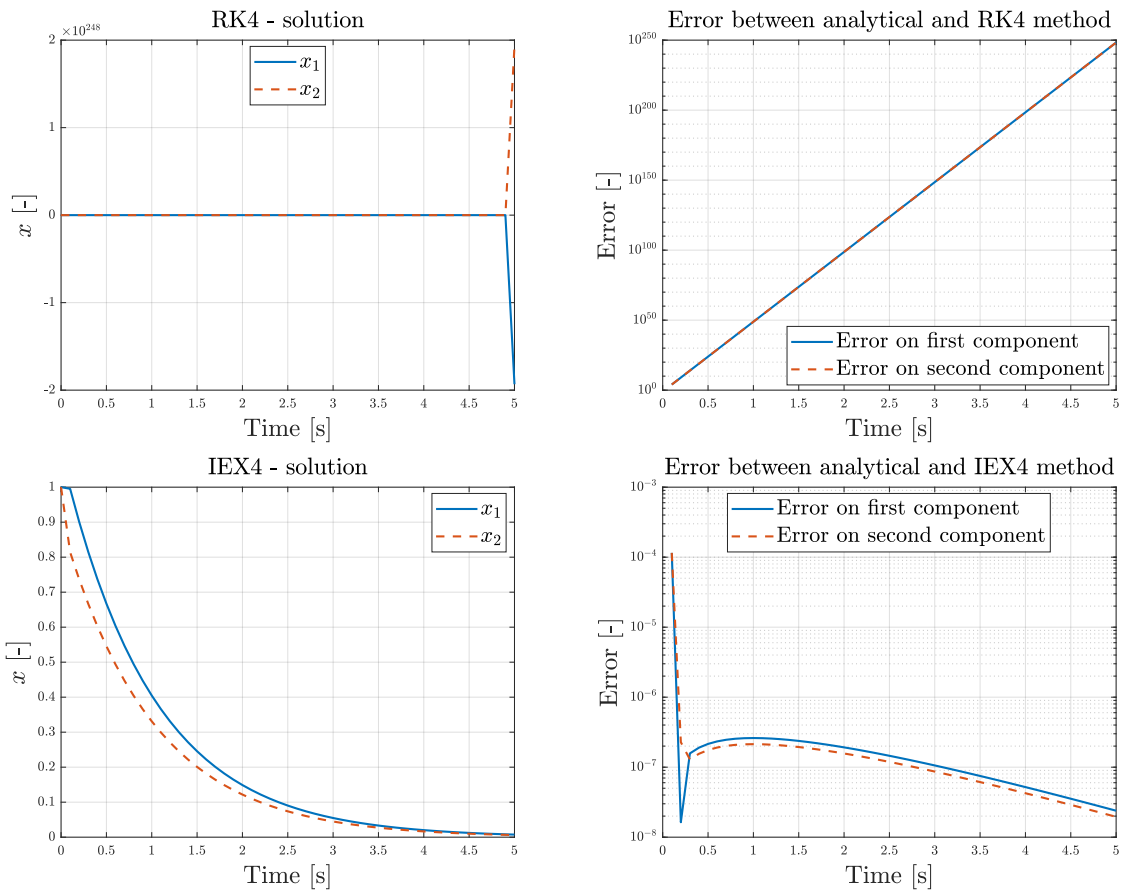 RK4 - solution
×10^248
x1
x2
2
1
0
-1
-2
x [-]
0 0.5 1 1.5 2 2.5 3 3.5 4 4.5 5
Time [s]
Error between analytical and RK4 method
10^250
10^200
10^150
10^100
10^50
10^0
Error [-]
Error on first component
Error on second component
0.5 1 1.5 2 2.5 3 3.5 4 4.5 5
Time [s]
IEX4 - solution
x1
x2
1
0.9
0.8
0.7
0.6
0.5
0.4
0.3
0.2
0.1
0
x [-]
0 0.5 1 1.5 2 2.5 3 3.5 4 4.5 5
Time [s]
Error between analytical and IEX4 method
10^-3
10^-4
10^-5
10^-6
10^-7
10^-8
Error [-]
Error on first component
Error on second component
0.5 1 1.5 2 2.5 3 3.5 4 4.5 5
Time [s]